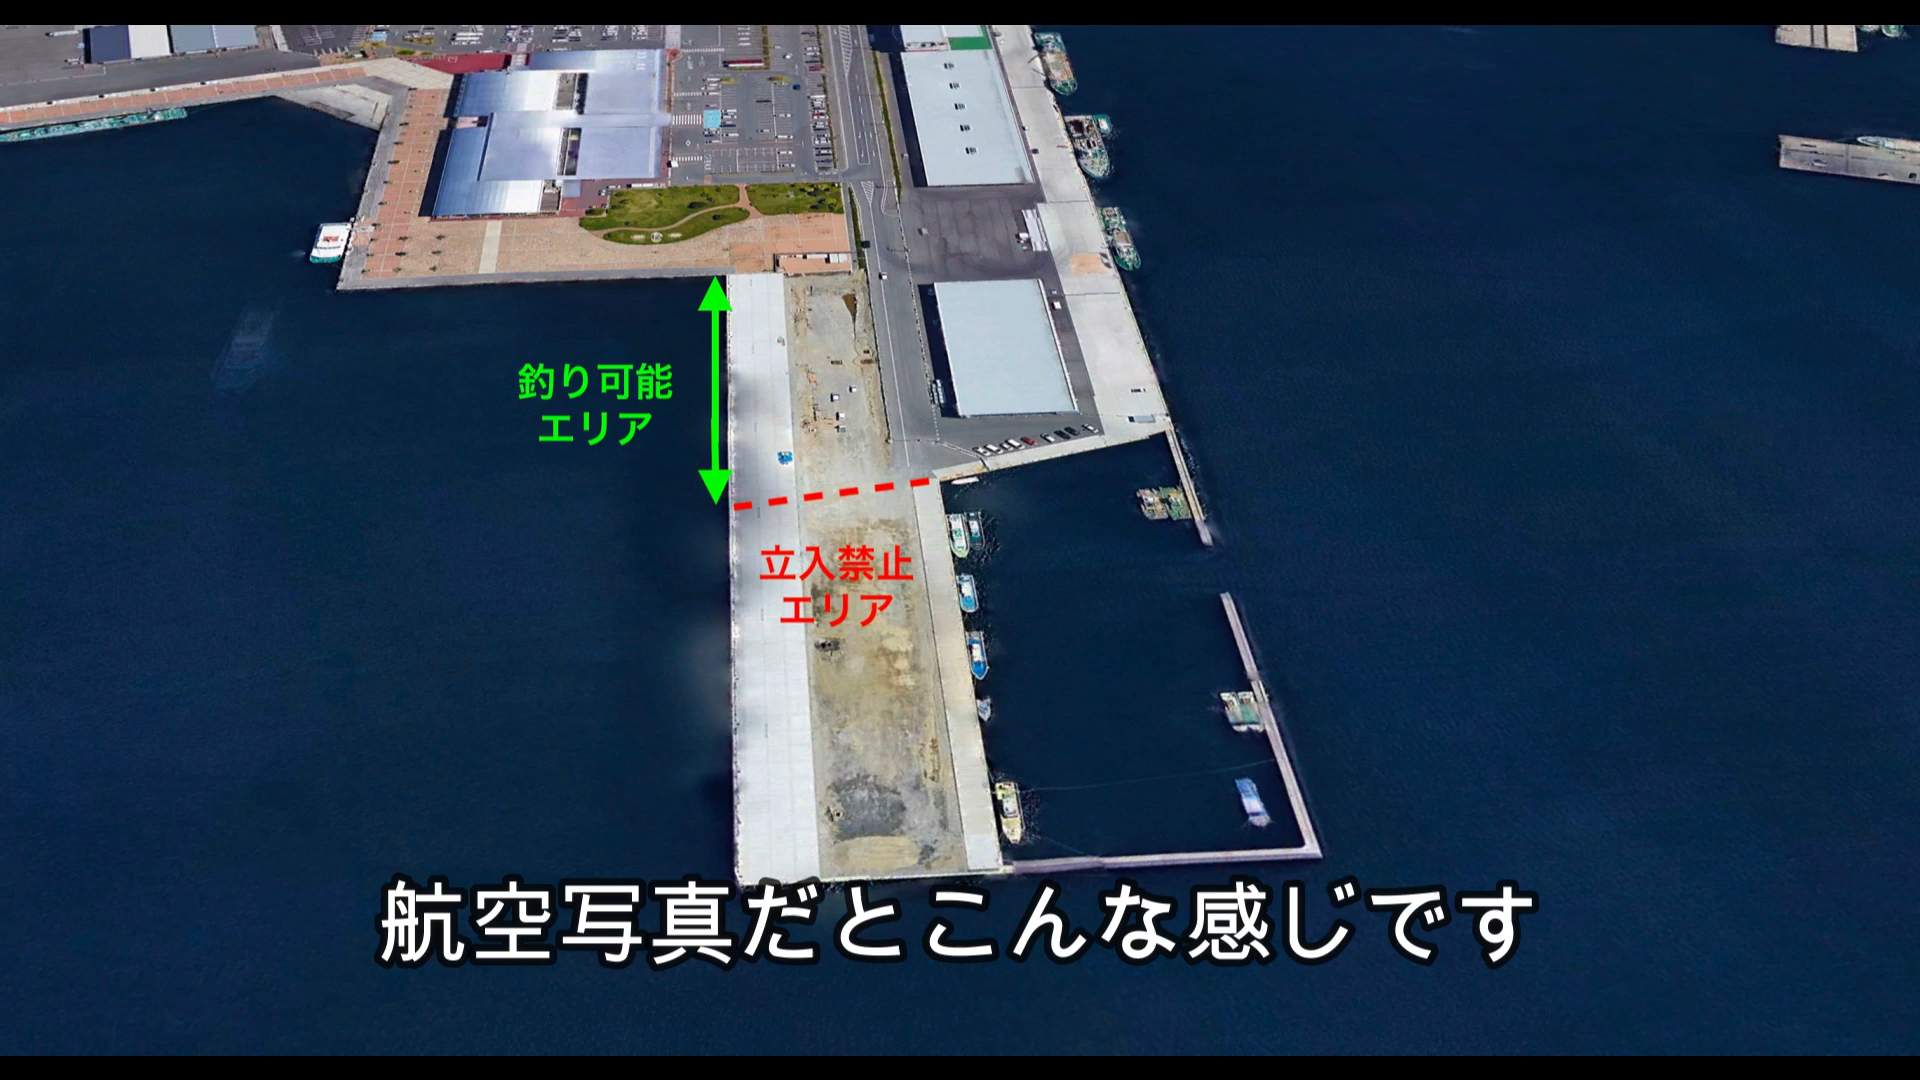 釣り可能
エリア
立入禁止
エリア
航空写真だとこんな感じです